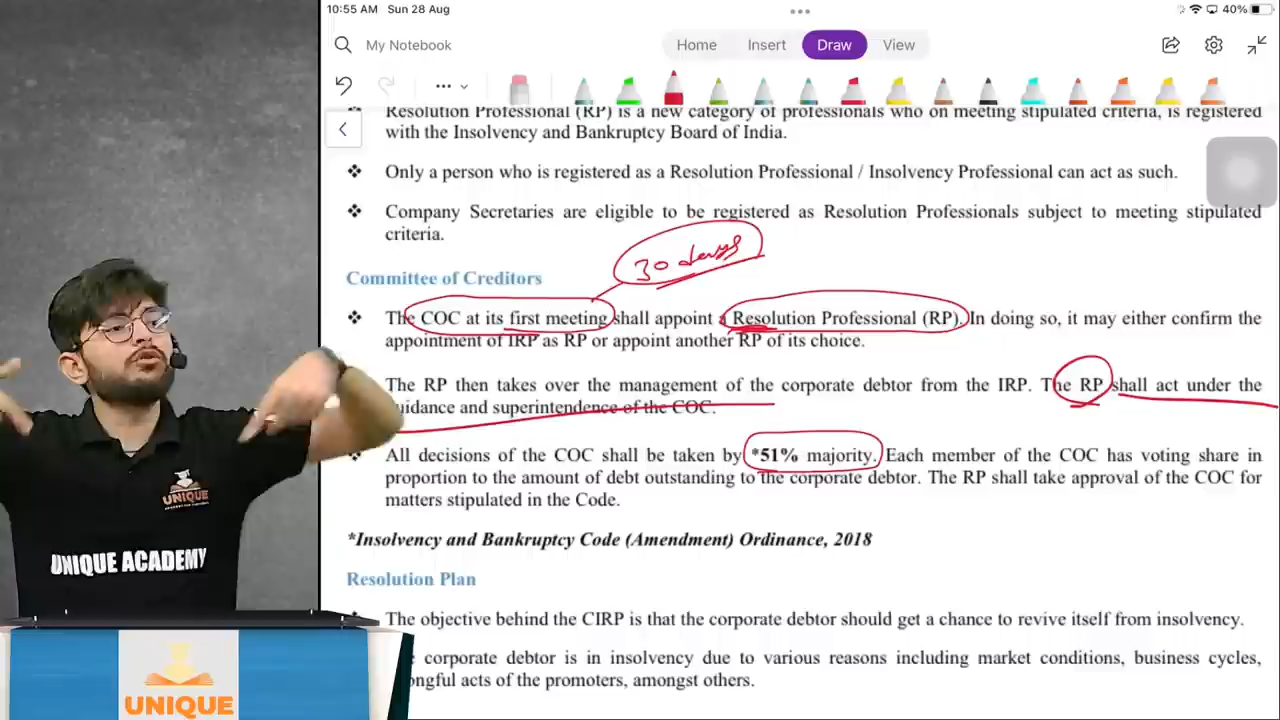 10:55 AM Sun 28 Aug
40%
My Notebook
Home Insert Draw View
Resolution Professional (RP) is a new category of professionals who on meeting stipulated criteria, is registered
with the Insolvency and Bankruptcy Board of India.
Only a person who is registered as a Resolution Professional / Insolvency Professional can act as such.
Company Secretaries are eligible to be registered as Resolution Professionals subject to meeting stipulated
criteria.
30 days
Committee of Creditors
The COC at its first meeting shall appoint a Resolution Professional (RP). In doing so, it may either confirm the
appointment of IRP as RP or appoint another RP of its choice.
The RP then takes over the management of the corporate debtor from the IRP. The RP shall act under the
uidance and superintendence of the COC.
All decisions of the COC shall be taken by *51% majority. Each member of the COC has voting share in
proportion to the amount of debt outstanding to the corporate debtor. The RP shall take approval of the COC for
matters stipulated in the Code.
*Insolvency and Bankruptcy Code (Amendment) Ordinance, 2018
Resolution Plan
The objective behind the CIRP is that the corporate debtor should get a chance to revive itself from insolvency.
corporate debtor is in insolvency due to various reasons including market conditions, business cycles,
ongful acts of the promoters, amongst others.
UNIQUE
UNIQUE ACADEMY
UNIQUE